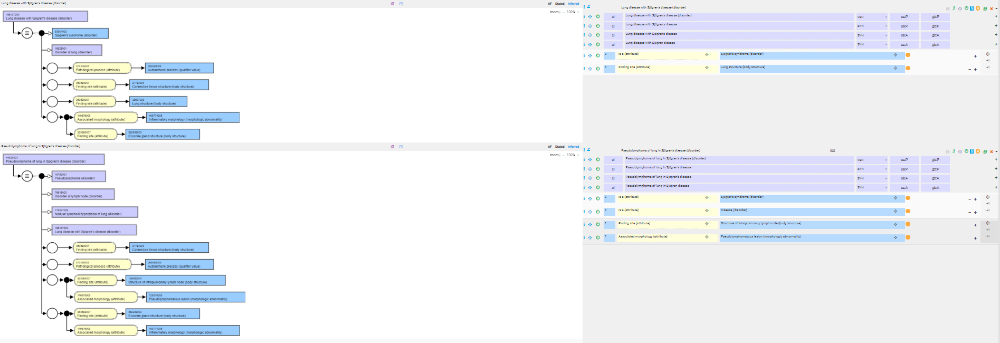 Lung disease with Sjögren's disease (disorder)
AF Stated Inferred
zoom | − 100% +
196137000
Lung disease with Sjögren's disease (disorder)
83901003
Sjögren's syndrome (disorder)
19829001
Disorder of lung (disorder)
370135005
Pathological process (attribute)
Autoimmune process (qualifier value)
363698007
Finding site (attribute)
21793004
Connective tissue structure (body structure)
363698007
Finding site (attribute)
39607008
Lung structure (body structure)
116676008
Associated morphology (attribute)
409774005
Inflammatory morphology (morphologic abnormality)
363698007
Finding site (attribute)
Exocrine gland structure (body structure)
Lung disease with Sjögren's disease (disorder)
cI Lung disease with Sjögren's disease (disorder) FSN us:P gb:P
cI Lung disease with Sjögren's disease SYN us:P gb:P
cI Lung disease with Sjogren's disease SYN us:A gb:A
cI Lung disease with Sjögren disease SYN us:A gb:A
0 Is a (attribute) Sjögren's syndrome (disorder) + +1
0 Finding site (attribute) Lung structure (body structure) − + +1
Pseudolymphoma of lung in Sjögren's disease (disorder)
AF Stated Inferred
zoom | − 100% +
Pseudolymphoma of lung in Sjögren's disease (disorder)
Pseudolymphoma (disorder)
Disorder of lymph node (disorder)
Nodular lymphoid hyperplasia of lung (disorder)
196137000
Lung disease with Sjögren's disease (disorder)
363698007
Finding site (attribute)
21793004
Connective tissue structure (body structure)
370135005
Pathological process (attribute)
Autoimmune process (qualifier value)
363698007
Finding site (attribute)
Structure of intrapulmonary lymph node (body structure)
116676008
Associated morphology (attribute)
Pseudolymphomatous lesion (morphologic abnormality)
363698007
Finding site (attribute)
Exocrine gland structure (body structure)
116676008
Associated morphology (attribute)
409774005
Inflammatory morphology (morphologic abnormality)
Pseudolymphoma of lung in Sjögren's disease (disorder)
cI Pseudolymphoma of lung in Sjögren's disease (disorder) FSN us:P gb:P
cI Pseudolymphoma of lung in Sjögren's disease SYN us:P gb:P
cI Pseudolymphoma of lung in Sjogren's disease SYN us:A gb:A
cI Pseudolymphoma of lung in Sjögren disease SYN us:A gb:A
0 Is a (attribute) Sjögren's syndrome (disorder) − + +1
0 Is a (attribute) Disease (disorder) − +
1 Finding site (attribute) Structure of intrapulmonary lymph node (body structure) + +1
1 Associated morphology (attribute) Pseudolymphomatous lesion (morphologic abnormality) + +1